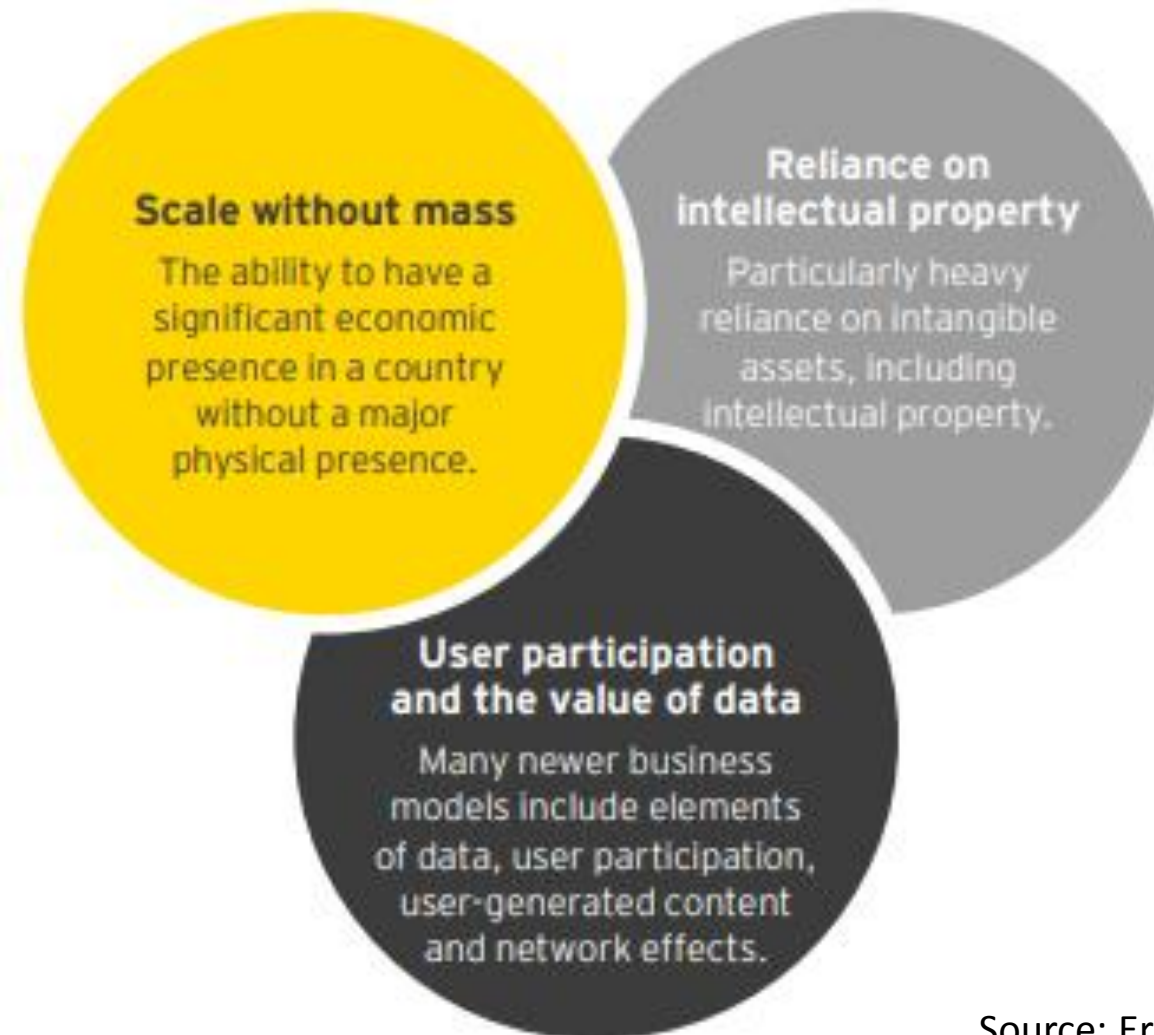 Scale without mass
The ability to have a
significant economic
presence in a country
without a major
physical presence.
Reliance on
intellectual property
Particularly heavy
reliance on intangible
assets, including
intellectual property.
User participation
and the value of data
Many newer business
models include elements
of data, user participation,
user-generated content
and network effects.
Source: Er